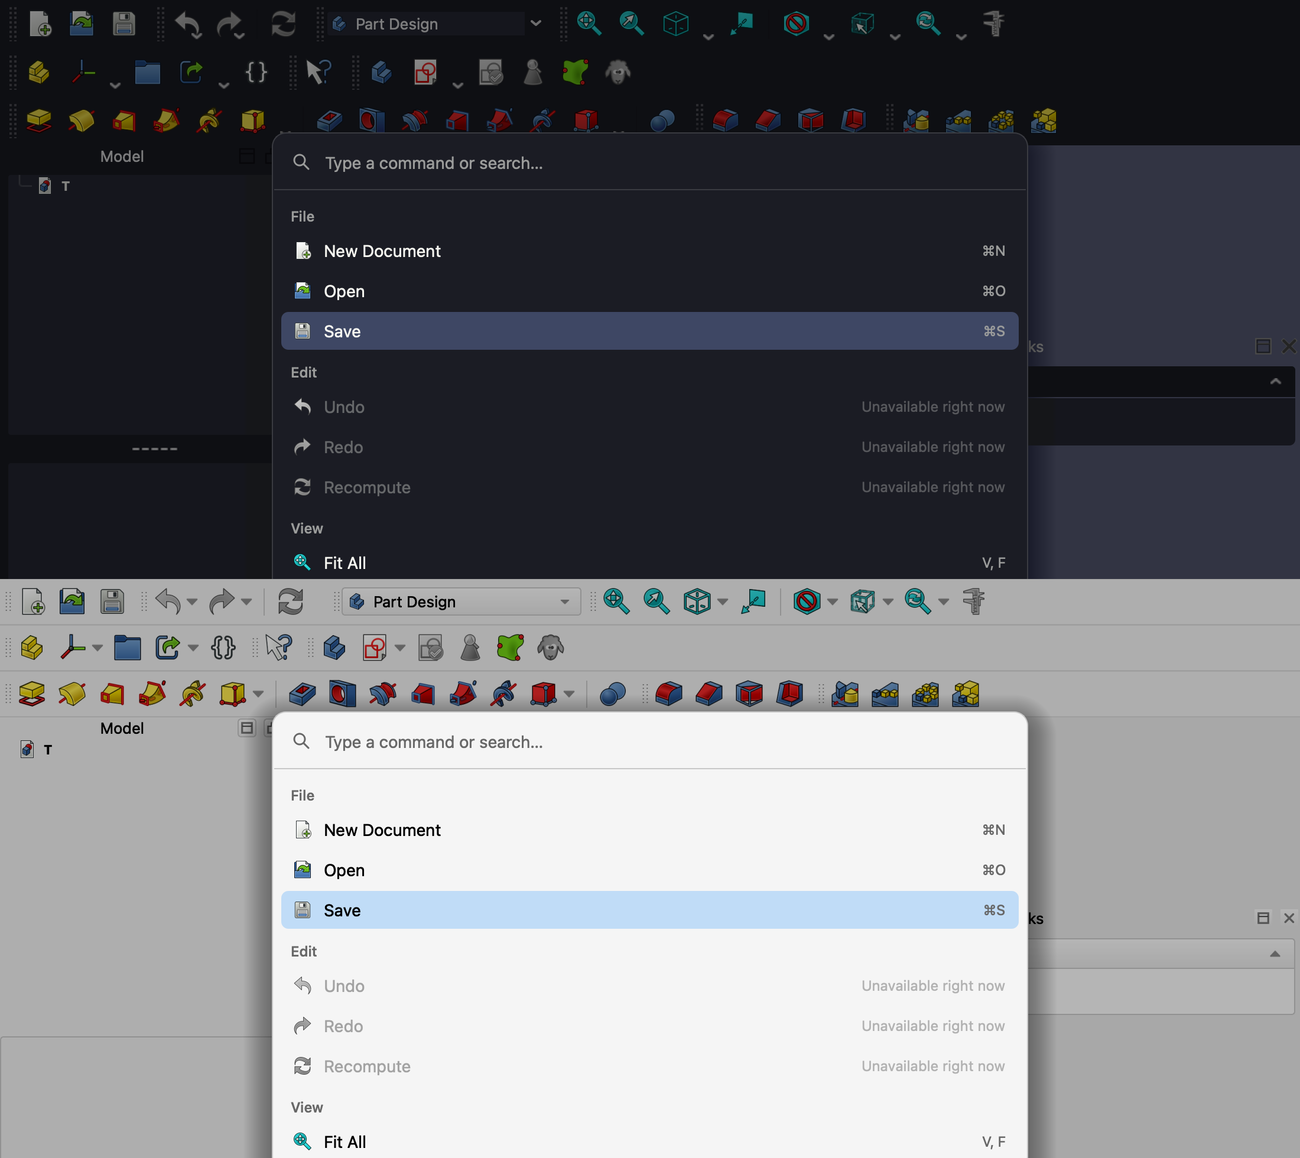 Part Design
Model
T
Type a command or search...
File
New Document ⌘N
Open ⌘O
Save ⌘S
ks
Edit
Undo Unavailable right now
Redo Unavailable right now
Recompute Unavailable right now
View
Fit All V, F
Part Design
Model
T
Type a command or search...
File
New Document ⌘N
Open ⌘O
Save ⌘S
ks
Edit
Undo Unavailable right now
Redo Unavailable right now
Recompute Unavailable right now
View
Fit All V, F